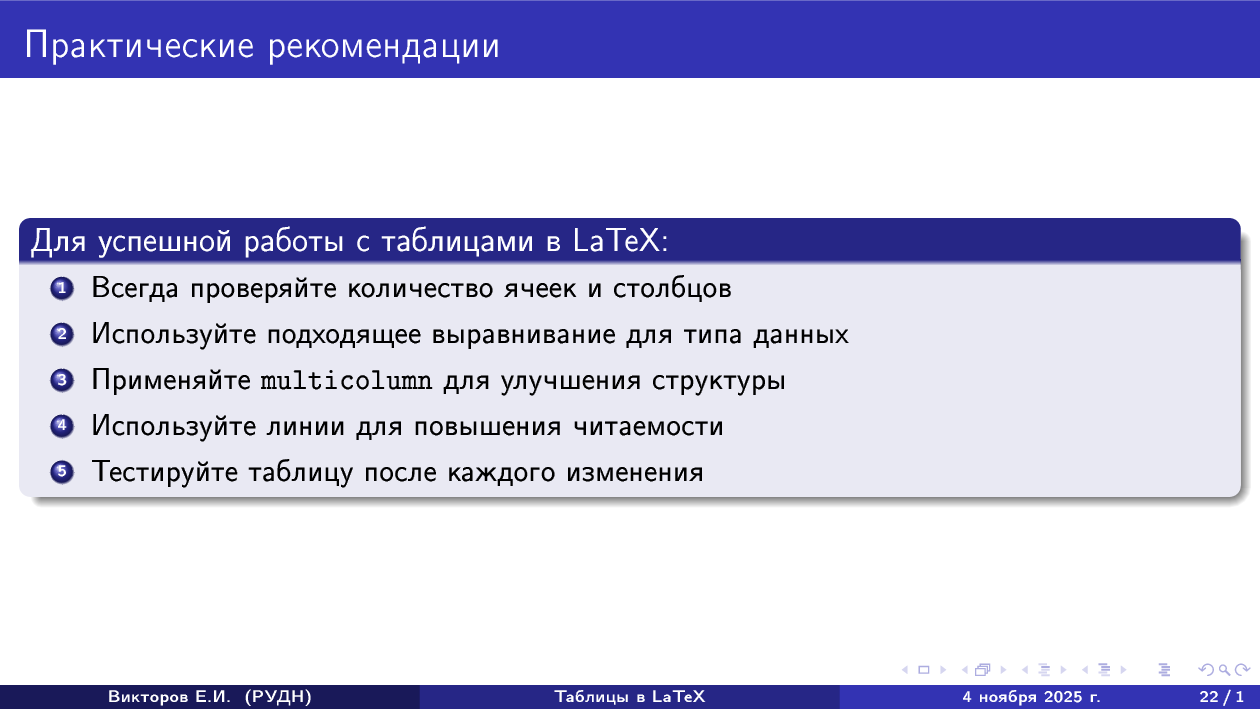 Практические рекомендации
Для успешной работы с таблицами в LaTeX:
1 Всегда проверяйте количество ячеек и столбцов
2 Используйте подходящее выравнивание для типа данных
3 Применяйте multicolumn для улучшения структуры
4 Используйте линии для повышения читаемости
5 Тестируйте таблицу после каждого изменения
Викторов Е.И. (РУДН) Таблицы в LaTeX 4 ноября 2025 г. 22 / 1